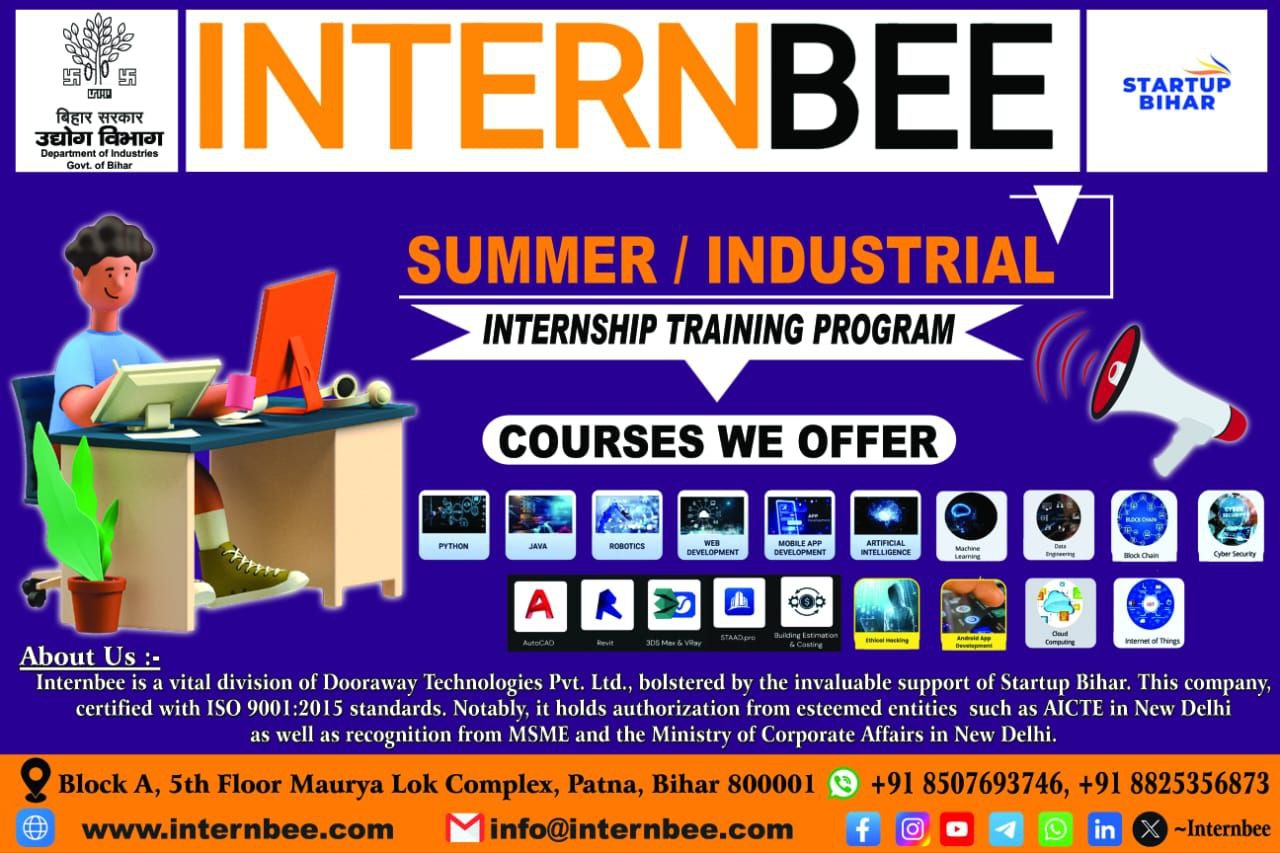 बिहार सरकार
उद्योग विभाग
Department of Industries
Govt. of Bihar
INTERNBEE
STARTUP
BIHAR
SUMMER / INDUSTRIAL
INTERNSHIP TRAINING PROGRAM
COURSES WE OFFER
PYTHON
JAVA
ROBOTICS
WEB
DEVELOPMENT
MOBILE APP
DEVELOPMENT
ARTIFICIAL
INTELLIGENCE
Machine
Learning
Data
Engineering
BLOCK CHAIN
Block Chain
CYBER
SECURITY
Cyber Security
AutoCAD
Revit
3DS Max & VRay
STAAD.pro
Building Estimation
& Costing
Ethical Hacking
Android App
Development
Cloud
Computing
Internet of Things
About Us :-
Internbee is a vital division of Dooraway Technologies Pvt. Ltd., bolstered by the invaluable support of Startup Bihar. This company,
certified with ISO 9001:2015 standards. Notably, it holds authorization from esteemed entities such as AICTE in New Delhi
as well as recognition from MSME and the Ministry of Corporate Affairs in New Delhi.
Block A, 5th Floor Maurya Lok Complex, Patna, Bihar 800001 +91 8507693746, +91 8825356873
www.internbee.com info@internbee.com ~Internbee